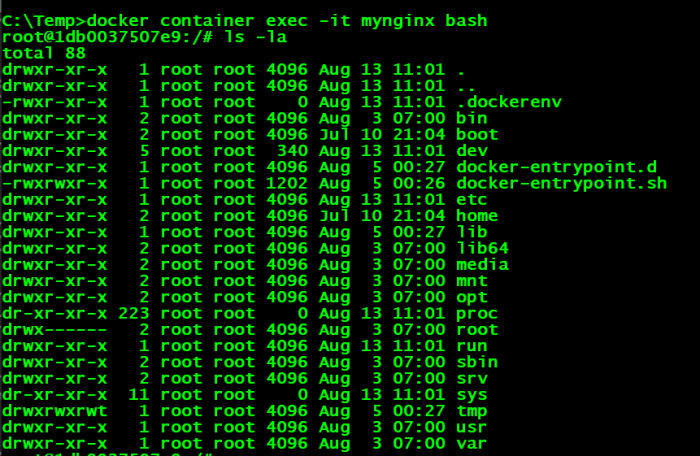 C:\Temp>docker container exec -it mynginx bash
root@1db0037507e9:/# ls -la
total 88
drwxr-xr-x   1 root root 4096 Aug 13 11:01 .
drwxr-xr-x   1 root root 4096 Aug 13 11:01 ..
-rwxr-xr-x   1 root root    0 Aug 13 11:01 .dockerenv
drwxr-xr-x   2 root root 4096 Aug  3 07:00 bin
drwxr-xr-x   2 root root 4096 Jul 10 21:04 boot
drwxr-xr-x   5 root root  340 Aug 13 11:01 dev
drwxr-xr-x   1 root root 4096 Aug  5 00:27 docker-entrypoint.d
-rwxrwxr-x   1 root root 1202 Aug  5 00:26 docker-entrypoint.sh
drwxr-xr-x   1 root root 4096 Aug 13 11:01 etc
drwxr-xr-x   2 root root 4096 Jul 10 21:04 home
drwxr-xr-x   1 root root 4096 Aug  5 00:27 lib
drwxr-xr-x   2 root root 4096 Aug  3 07:00 lib64
drwxr-xr-x   2 root root 4096 Aug  3 07:00 media
drwxr-xr-x   2 root root 4096 Aug  3 07:00 mnt
drwxr-xr-x   2 root root 4096 Aug  3 07:00 opt
dr-xr-xr-x 223 root root    0 Aug 13 11:01 proc
drwx------   2 root root 4096 Aug  3 07:00 root
drwxr-xr-x   1 root root 4096 Aug 13 11:01 run
drwxr-xr-x   2 root root 4096 Aug  3 07:00 sbin
drwxr-xr-x   2 root root 4096 Aug  3 07:00 srv
dr-xr-xr-x  11 root root    0 Aug 13 11:01 sys
drwxrwxrwt   1 root root 4096 Aug  5 00:27 tmp
drwxr-xr-x   1 root root 4096 Aug  3 07:00 usr
drwxr-xr-x   1 root root 4096 Aug  3 07:00 var